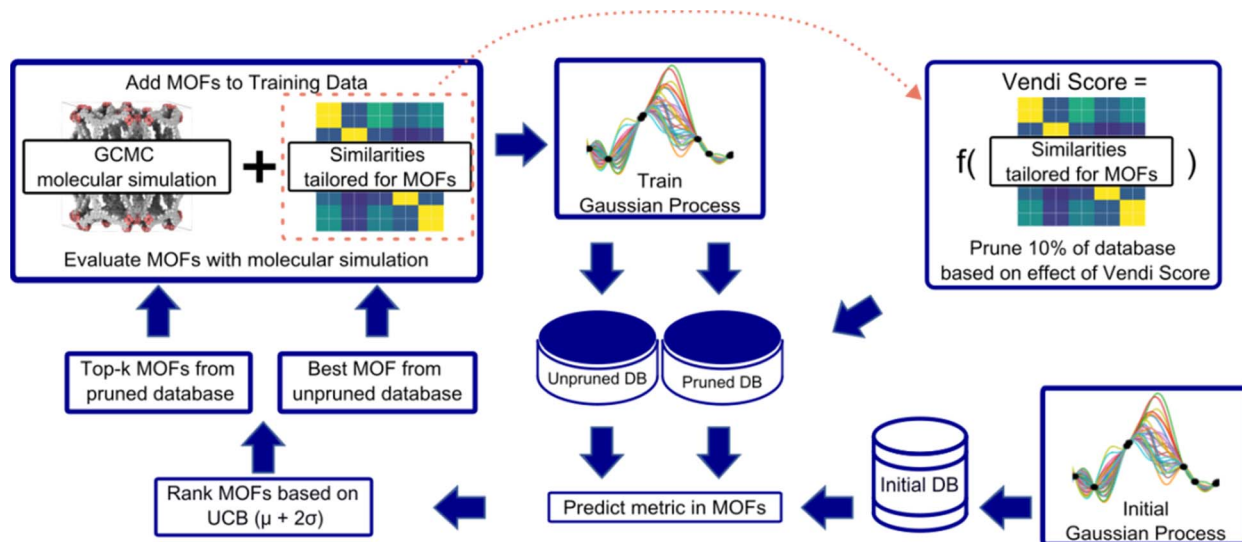 Add MOFs to Training Data
GCMC
molecular simulation
+
Similarities
tailored for MOFs
Evaluate MOFs with molecular simulation
Train
Gaussian Process
Vendi Score =
f(
Similarities
tailored for MOFs
)
Prune 10% of database
based on effect of Vendi Score
Top-k MOFs from
pruned database
Best MOF from
unpruned database
Unpruned DB
Pruned DB
Rank MOFs based on
UCB (μ + 2σ)
Predict metric in MOFs
Initial DB
Initial
Gaussian Process